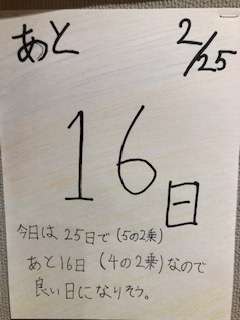 あと 2/25
16日
今日は25日で(5の2乗)
あと16日(4の2乗)なので
良い日になりそう。